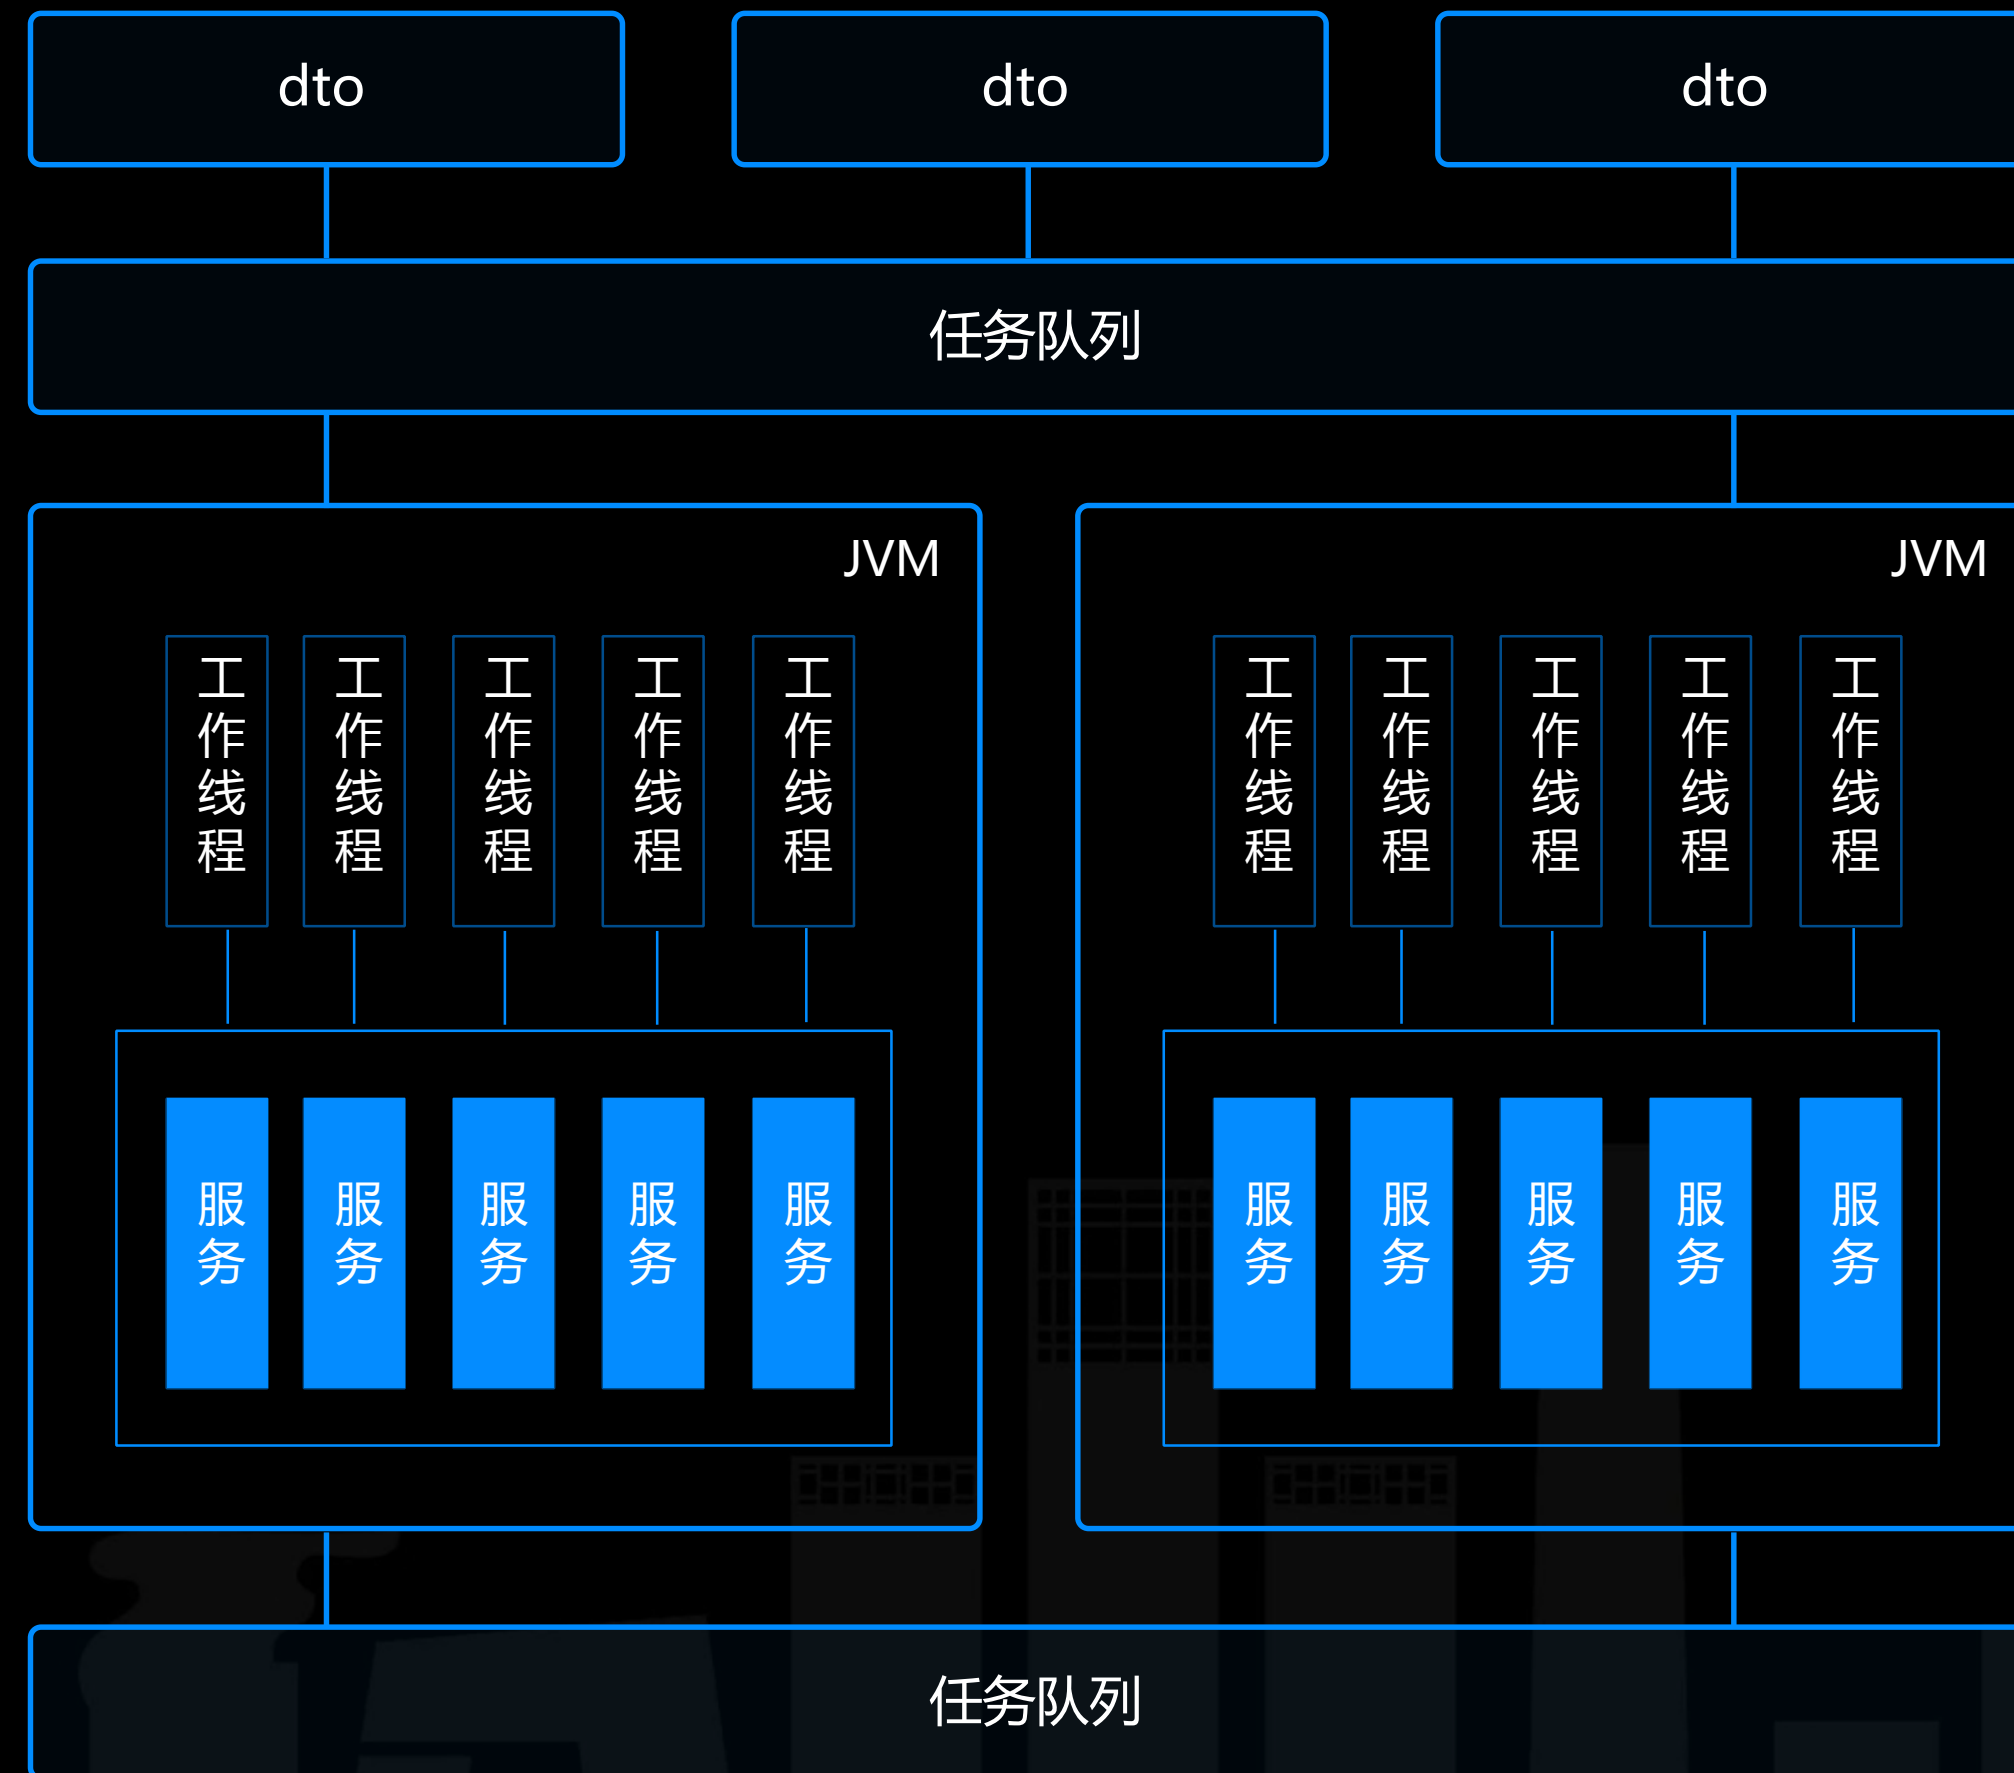 dto
dto
dto
任务队列
JVM
JVM
工作线程
工作线程
工作线程
工作线程
工作线程
工作线程
工作线程
工作线程
工作线程
工作线程
服务
服务
服务
服务
服务
服务
服务
服务
服务
服务
任务队列